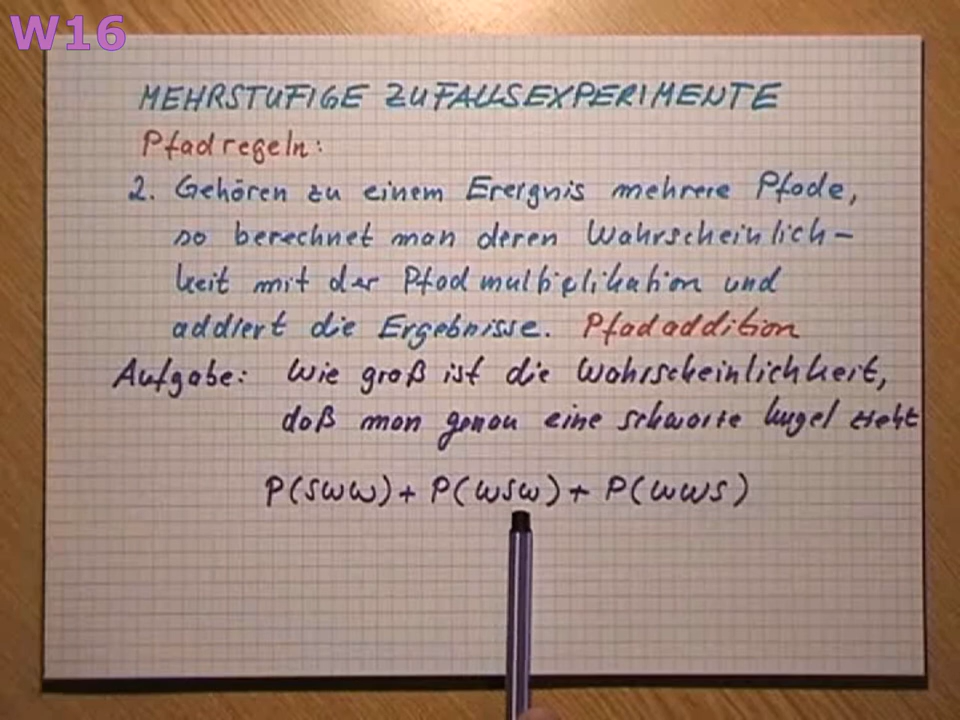 W16
MEHRSTUFIGE ZUFALLSEXPERIMENTE
Pfadregeln:
2. Gehören zu einem Ereignis mehrere Pfade,
so berechnet man deren Wahrscheinlich-
keit mit der Pfadmultiplikation und
addiert die Ergebnisse. Pfadaddition
Aufgabe: Wie groß ist die Wahrscheinlichkeit,
daß man genau eine schwarze Kugel zieht
P(SWW) + P(WSW) + P(WWS)